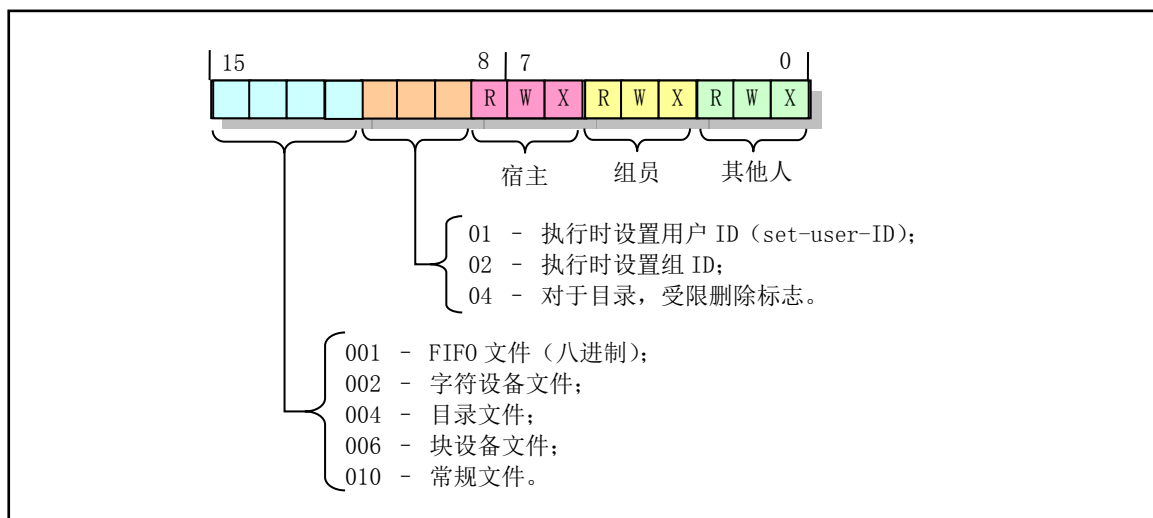 15 8 7 0
R W X R W X R W X
宿主 组员 其他人
01 - 执行时设置用户 ID（set-user-ID）；
02 - 执行时设置组 ID；
04 - 对于目录，受限删除标志。
001 - FIFO 文件（八进制）；
002 - 字符设备文件；
004 - 目录文件；
006 - 块设备文件；
010 - 常规文件。